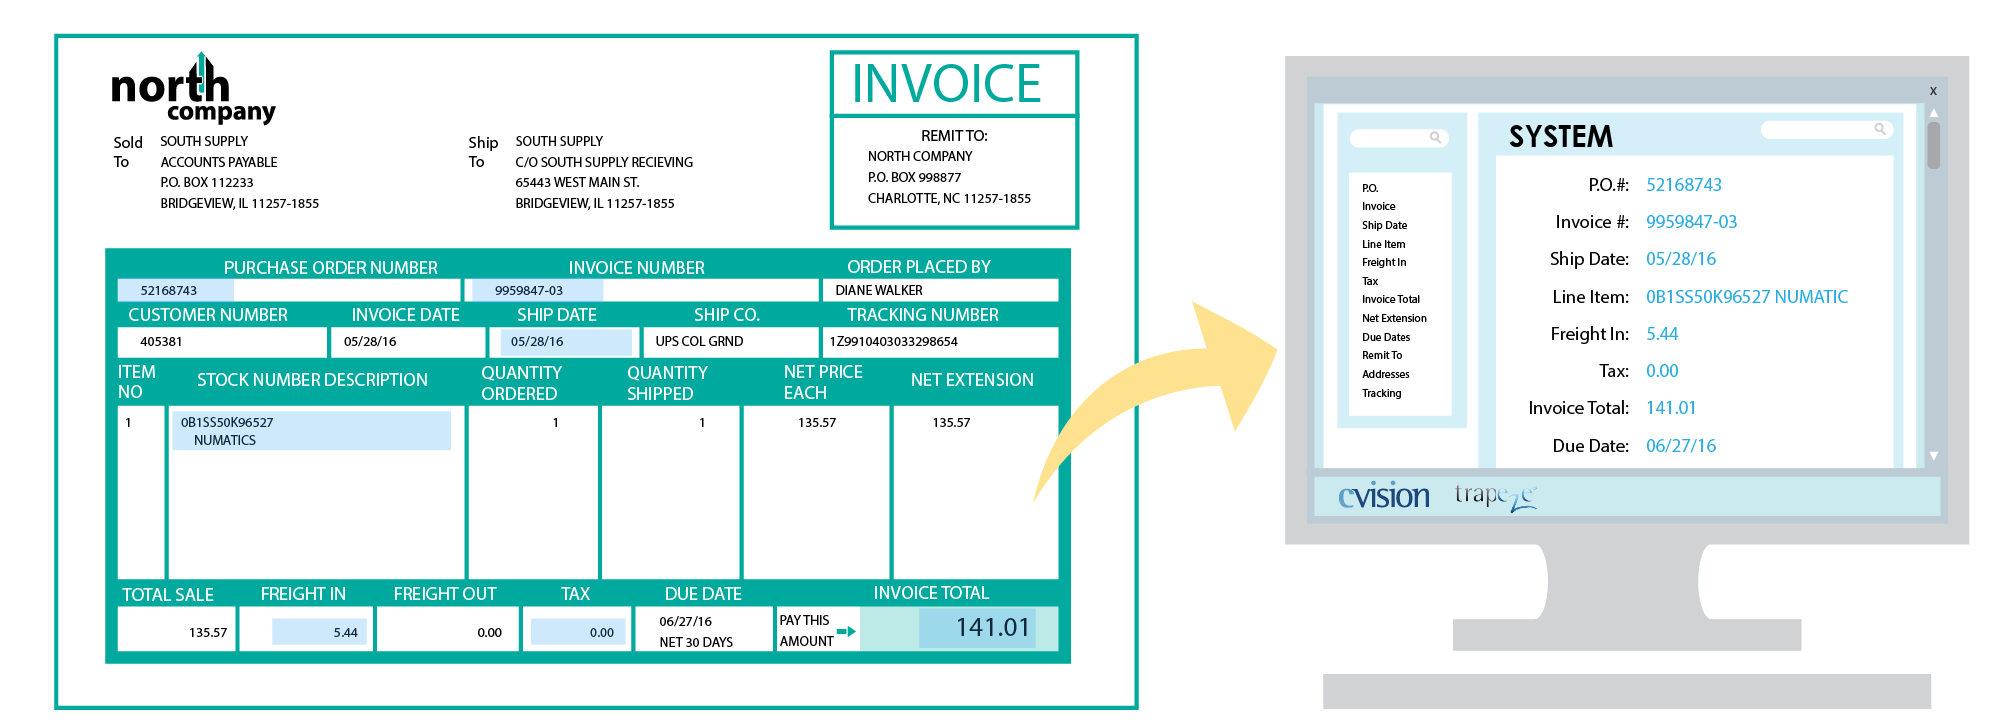 north
company
INVOICE
Sold To
SOUTH SUPPLY
ACCOUNTS PAYABLE
P.O. BOX 112233
BRIDGEVIEW, IL 11257-1855
Ship To
SOUTH SUPPLY
C/O SOUTH SUPPLY RECIEVING
65443 WEST MAIN ST.
BRIDGEVIEW, IL 11257-1855
REMIT TO:
NORTH COMPANY
P.O. BOX 998877
CHARLOTTE, NC 11257-1855
PURCHASE ORDER NUMBER INVOICE NUMBER ORDER PLACED BY
52168743 9959847-03 DIANE WALKER
CUSTOMER NUMBER INVOICE DATE SHIP DATE SHIP CO. TRACKING NUMBER
405381 05/28/16 05/28/16 UPS COL GRND 1Z9910403033298654
ITEM NO STOCK NUMBER DESCRIPTION QUANTITY ORDERED QUANTITY SHIPPED NET PRICE EACH NET EXTENSION
1 0B1SS50K96527 1 1 135.57 135.57
NUMATICS
TOTAL SALE FREIGHT IN FREIGHT OUT TAX DUE DATE INVOICE TOTAL
135.57 5.44 0.00 0.00 06/27/16 NET 30 DAYS PAY THIS AMOUNT 141.01
x
P.O.
Invoice
Ship Date
Line Item
Freight In
Tax
Invoice Total
Net Extension
Due Dates
Remit To
Addresses
Tracking
SYSTEM
P.O.#: 52168743
Invoice #: 9959847-03
Ship Date: 05/28/16
Line Item: 0B1SS50K96527 NUMATIC
Freight In: 5.44
Tax: 0.00
Invoice Total: 141.01
Due Date: 06/27/16
cvision trapeze